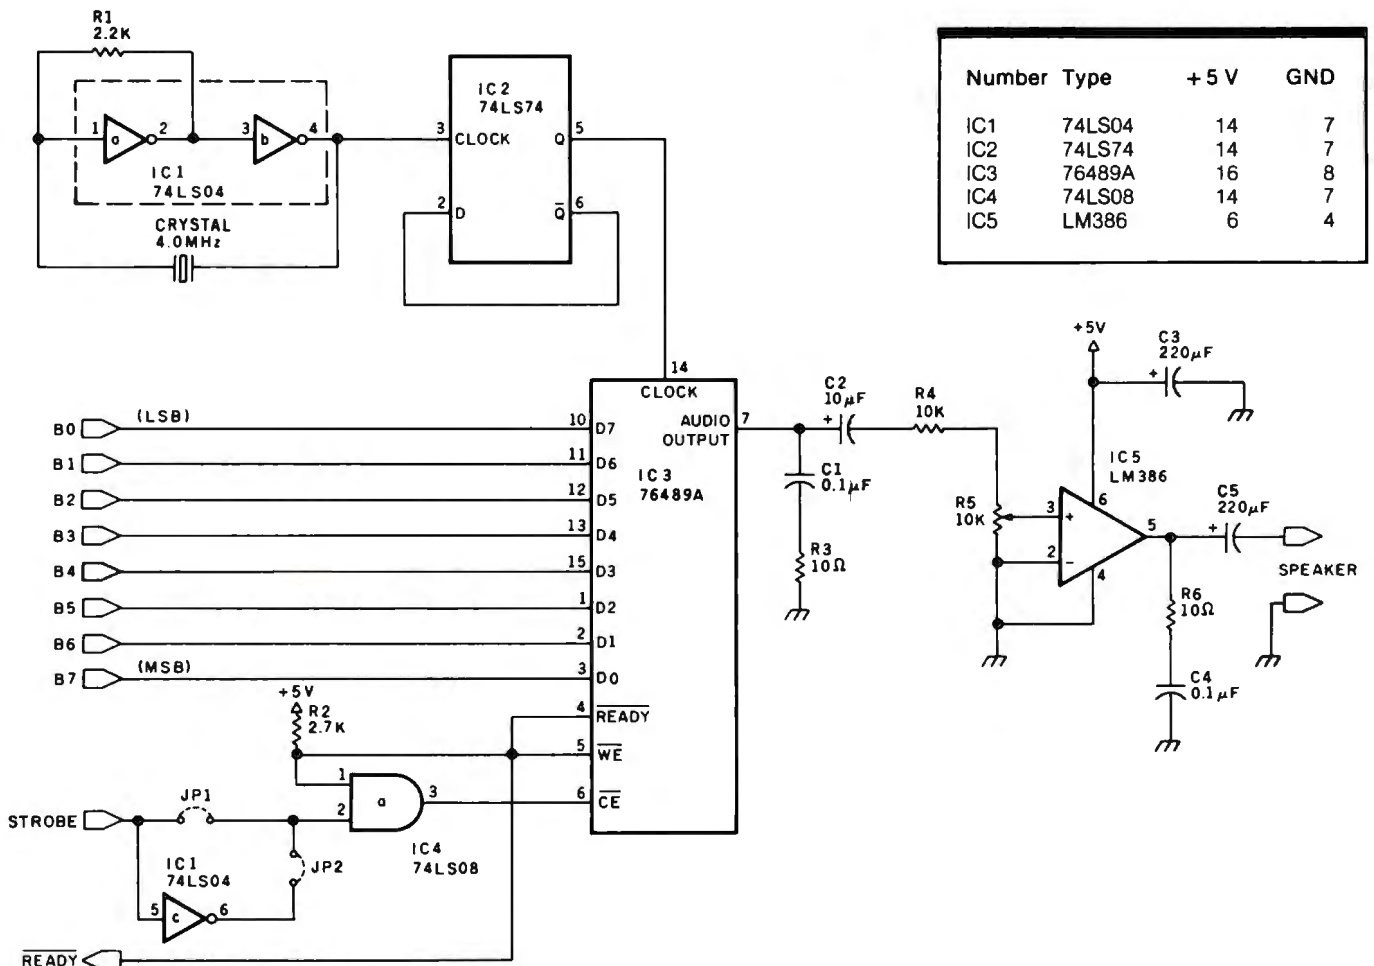 R1
2.2K
1
a
2
3
b
4
IC1
74LS04
CRYSTAL
4.0MHz
IC2
74LS74
3
CLOCK
Q
5
2
D
Q̅
6
Number Type +5 V GND
IC1 74LS04 14 7
IC2 74LS74 14 7
IC3 76489A 16 8
IC4 74LS08 14 7
IC5 LM386 6 4
14
CLOCK
AUDIO
OUTPUT
7
IC3
76489A
B0 (LSB) 10 D7
B1 11 D6
B2 12 D5
B3 13 D4
B4 15 D3
B5 1 D2
B6 2 D1
B7 (MSB) 3 D0
4 READY
5 WE
6 CE
+5V
R2
2.7K
1
2
a
3
IC4
74LS08
STROBE
JP1
JP2
IC1
74LS04
5
c
6
READY
C2
+
10µF
R4
10K
C1
0.1µF
R3
10Ω
R5
10K
+5V
C3
220µF
+
IC5
LM386
6
3
+
2
−
4
5
C5
220µF
+
SPEAKER
R6
10Ω
C4
0.1µF